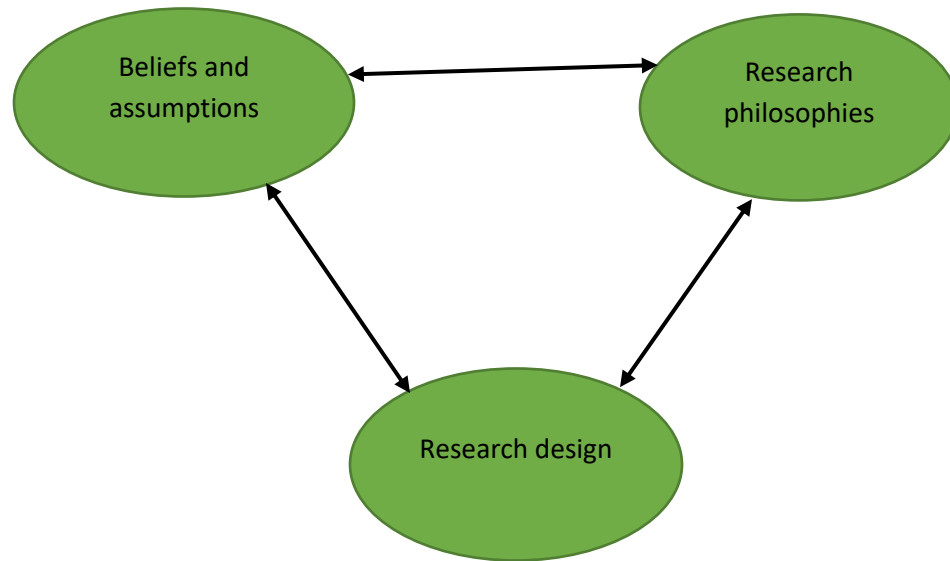 Beliefs and
assumptions
Research
philosophies
Research design